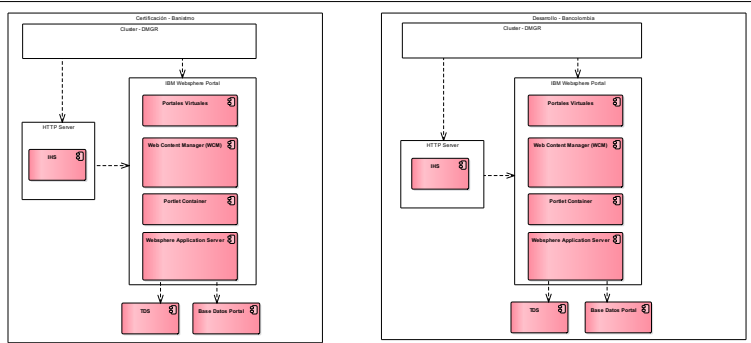 Certificación - Banistmo
Cluster - DMGR
IBM Websphere Portal
Portales Virtuales
HTTP Server
IHS
Web Content Manager (WCM)
Portlet Container
Websphere Application Server
TDS
Base Datos Portal
Desarrollo - Bancolombia
Cluster - DMGR
IBM Websphere Portal
Portales Virtuales
HTTP Server
IHS
Web Content Manager (WCM)
Portlet Container
Websphere Application Server
TDS
Base Datos Portal